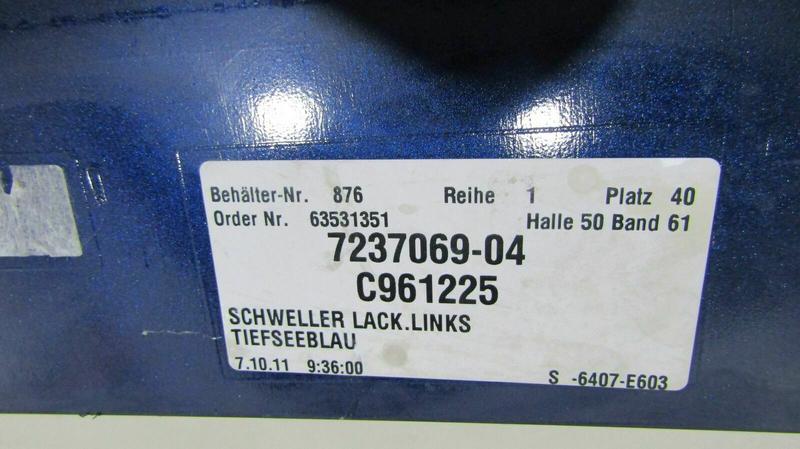 Behälter-Nr. 876 Reihe 1 Platz 40
Order Nr. 63531351 Halle 50 Band 61
7237069-04
C961225
SCHWELLER LACK.LINKS
TIEFSEEBLAU
7.10.11 9:36:00 S -6407-E603